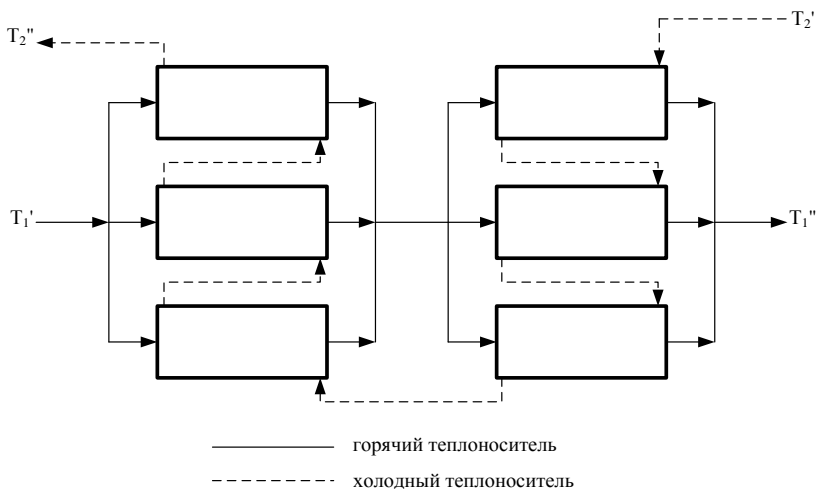 T₂'
T₂"
T₁'
T₁"
горячий теплоноситель
холодный теплоноситель